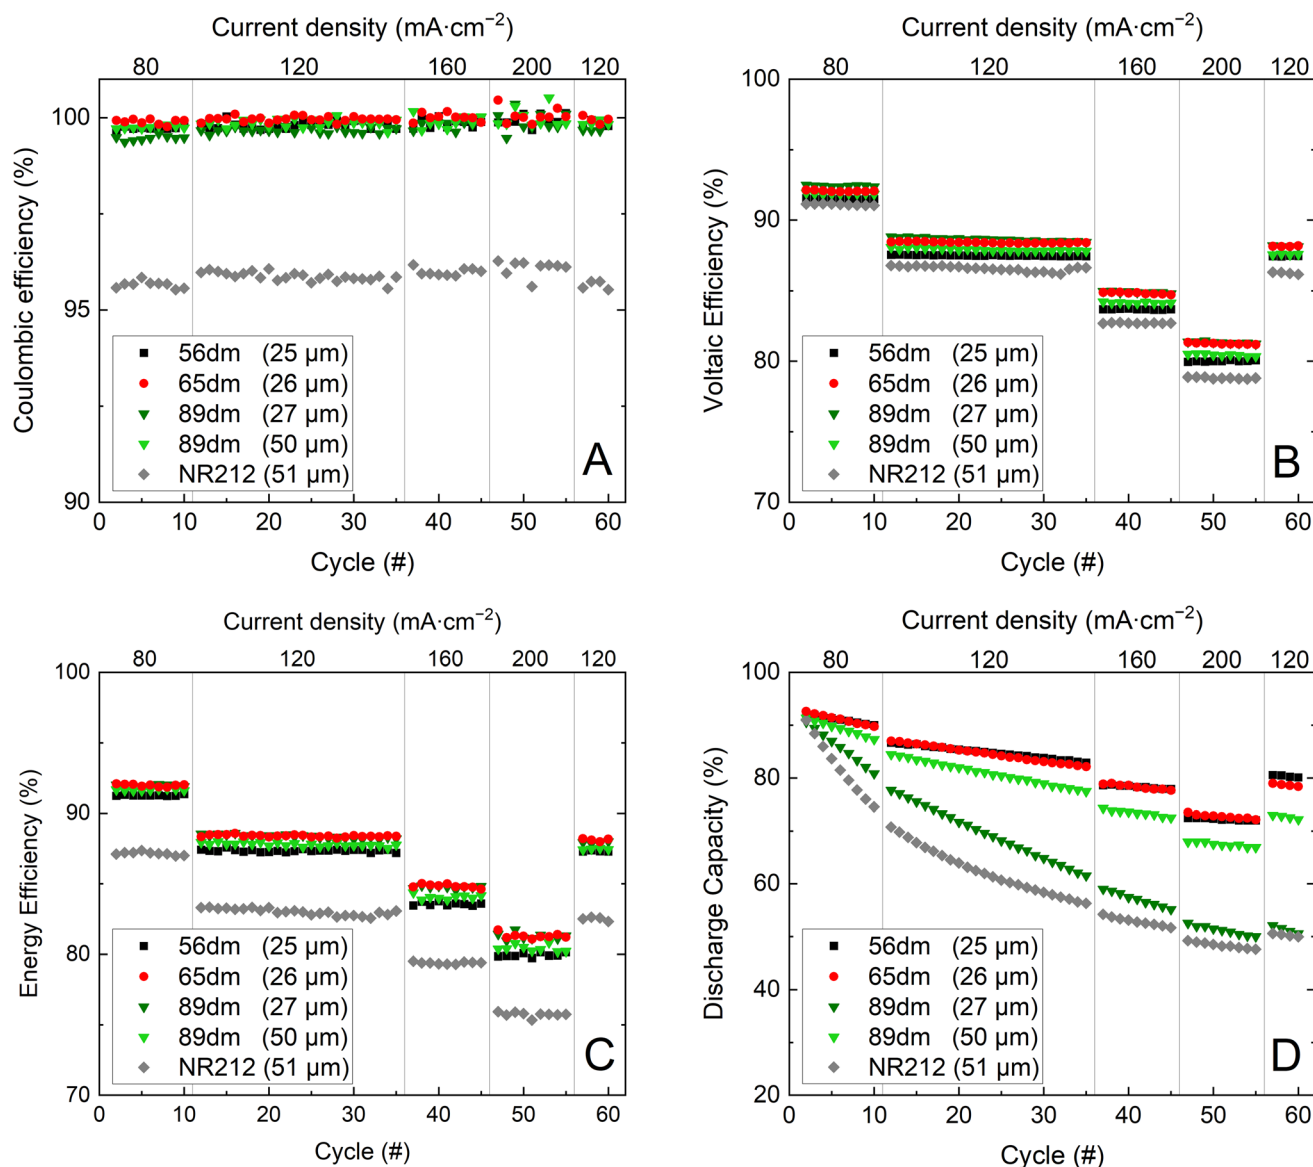 Current density (mA·cm⁻²)
80 120 160 200 120
100
95
90
Coulombic efficiency (%)
56dm (25 µm)
65dm (26 µm)
89dm (27 µm)
89dm (50 µm)
NR212 (51 µm)
A
0 10 20 30 40 50 60
Cycle (#)
Current density (mA·cm⁻²)
80 120 160 200 120
100
90
80
70
Voltaic Efficiency (%)
56dm (25 µm)
65dm (26 µm)
89dm (27 µm)
89dm (50 µm)
NR212 (51 µm)
B
0 10 20 30 40 50 60
Cycle (#)
Current density (mA·cm⁻²)
80 120 160 200 120
100
90
80
70
Energy Efficiency (%)
56dm (25 µm)
65dm (26 µm)
89dm (27 µm)
89dm (50 µm)
NR212 (51 µm)
C
0 10 20 30 40 50 60
Cycle (#)
Current density (mA·cm⁻²)
80 120 160 200 120
100
80
60
40
20
Discharge Capacity (%)
56dm (25 µm)
65dm (26 µm)
89dm (27 µm)
89dm (50 µm)
NR212 (51 µm)
D
0 10 20 30 40 50 60
Cycle (#)